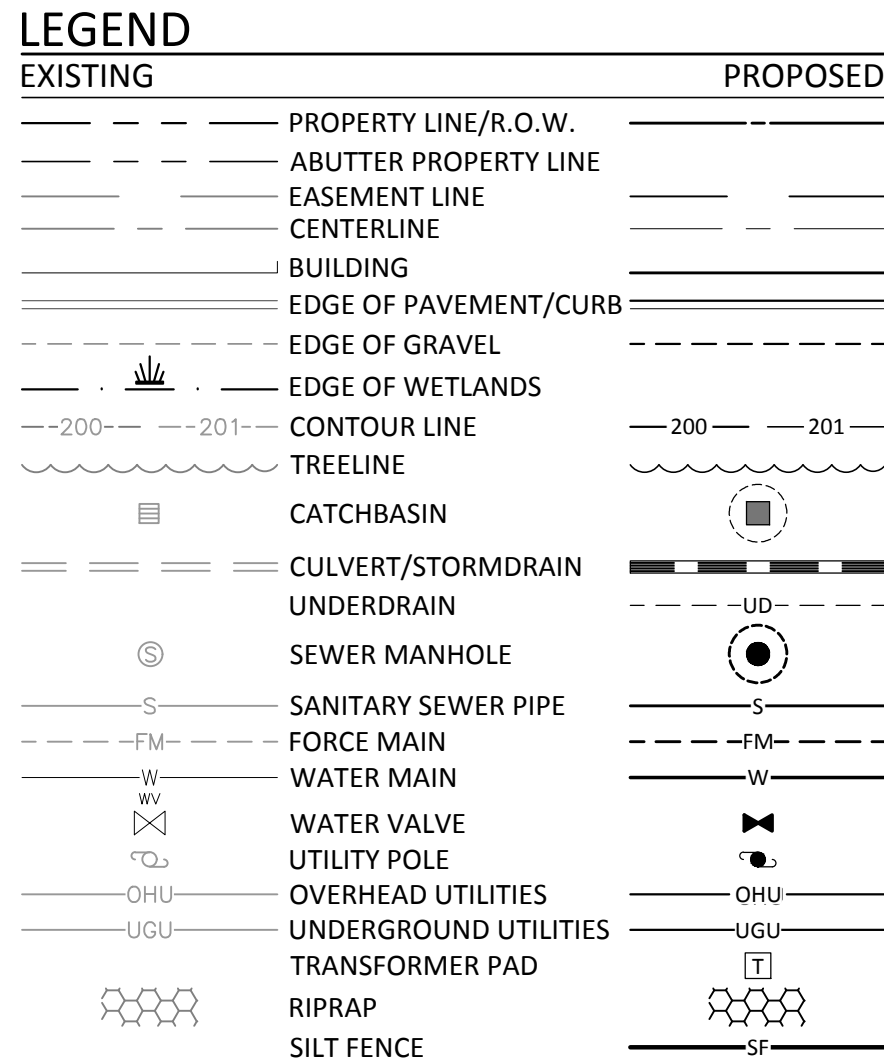 LEGEND
EXISTING PROPOSED
PROPERTY LINE/R.O.W.
ABUTTER PROPERTY LINE
EASEMENT LINE
CENTERLINE
BUILDING
EDGE OF PAVEMENT/CURB
EDGE OF GRAVEL
EDGE OF WETLANDS
200 201 CONTOUR LINE 200 201
TREELINE
CATCHBASIN
CULVERT/STORMDRAIN
UNDERDRAIN UD
S SEWER MANHOLE
S SANITARY SEWER PIPE S
FM FORCE MAIN FM
W WATER MAIN W
WV
WATER VALVE
UTILITY POLE
OHU OVERHEAD UTILITIES OHU
UGU UNDERGROUND UTILITIES UGU
TRANSFORMER PAD T
RIPRAP
SILT FENCE SF